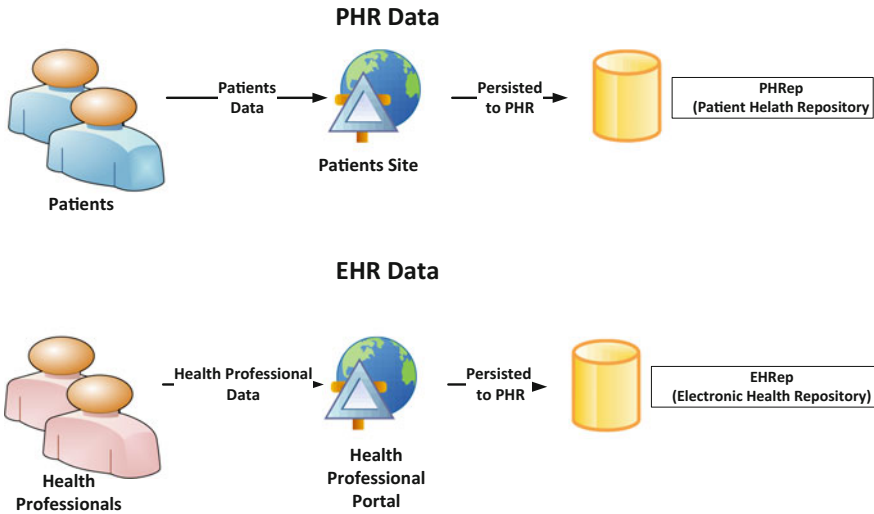 PHR Data
Patients
Data
Persisted
to PHR
PHRep
(Patient Helath Repository
Patients Site
Patients
EHR Data
Health Professional
Data
Persisted
to PHR
EHRep
(Electronic Health Repository)
Health
Professional
Portal
Health
Professionals